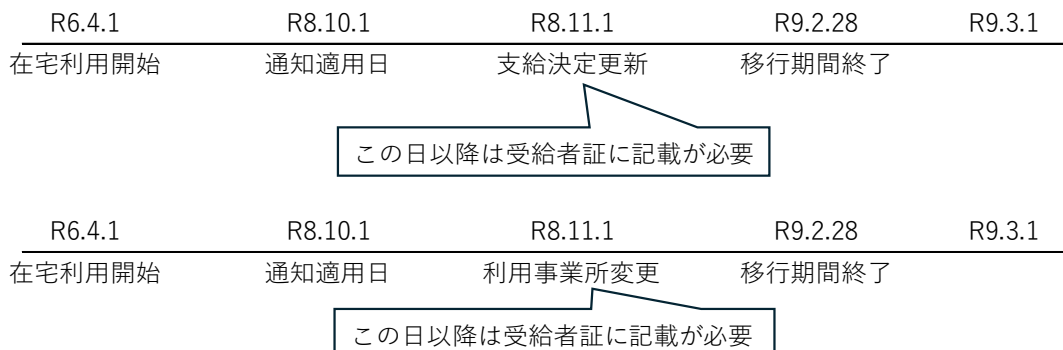 R6.4.1 R8.10.1 R8.11.1 R9.2.28 R9.3.1
在宅利用開始 通知適用日 支給決定更新 移行期間終了
この日以降は受給者証に記載が必要
R6.4.1 R8.10.1 R8.11.1 R9.2.28 R9.3.1
在宅利用開始 通知適用日 利用事業所変更 移行期間終了
この日以降は受給者証に記載が必要